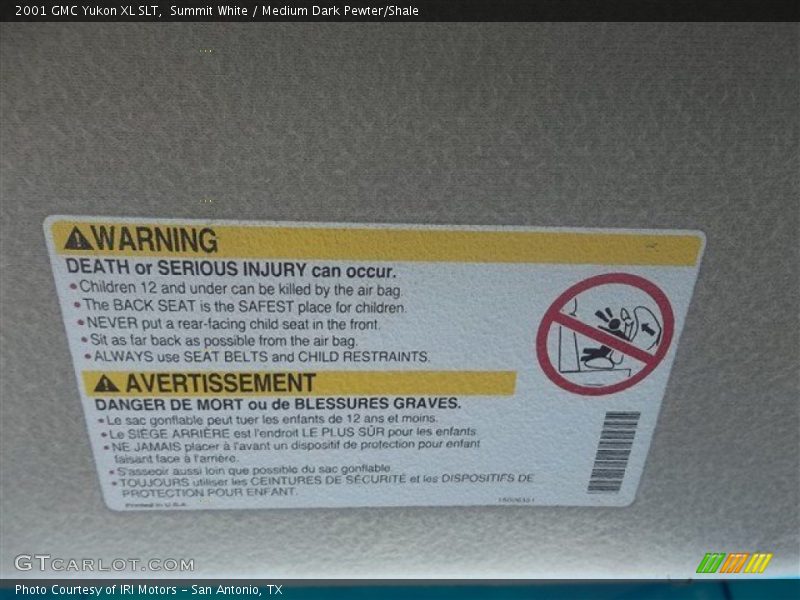 2001 GMC Yukon XL SLT, Summit White / Medium Dark Pewter/Shale
WARNING
DEATH or SERIOUS INJURY can occur.
• Children 12 and under can be killed by the air bag.
• The BACK SEAT is the SAFEST place for children.
• NEVER put a rear-facing child seat in the front.
• Sit as far back as possible from the air bag.
• ALWAYS use SEAT BELTS and CHILD RESTRAINTS.
AVERTISSEMENT
DANGER DE MORT ou de BLESSURES GRAVES.
• Le sac gonflable peut tuer les enfants de 12 ans et moins.
• Le SIÈGE ARRIÈRE est l'endroit LE PLUS SÛR pour les enfants.
• NE JAMAIS placer à l'avant un dispositif de protection pour enfant
faisant face à l'arrière.
• S'asseoir aussi loin que possible du sac gonflable.
• TOUJOURS utiliser les CEINTURES DE SÉCURITÉ et les DISPOSITIFS DE
PROTECTION POUR ENFANT.
Printed in U.S.A.
GTCARLOT.COM
Photo Courtesy of IRI Motors - San Antonio, TX